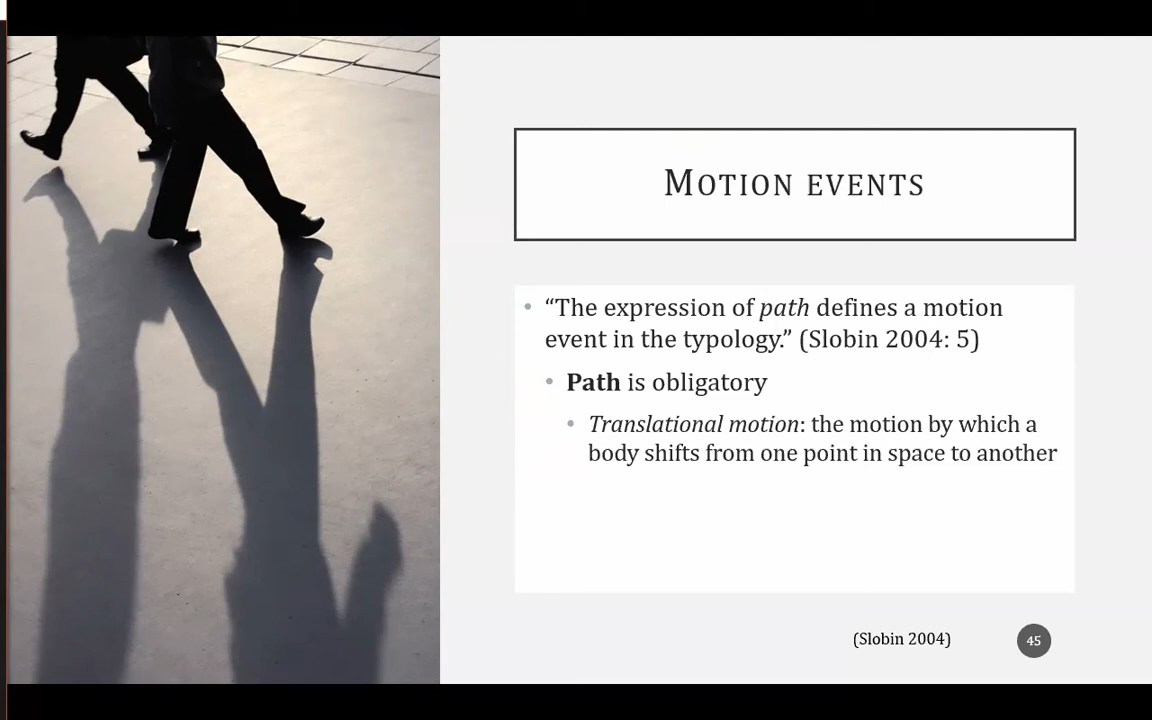 MOTION EVENTS
• “The expression of path defines a motion
event in the typology.” (Slobin 2004: 5)
• Path is obligatory
• Translational motion: the motion by which a
body shifts from one point in space to another
(Slobin 2004)
45